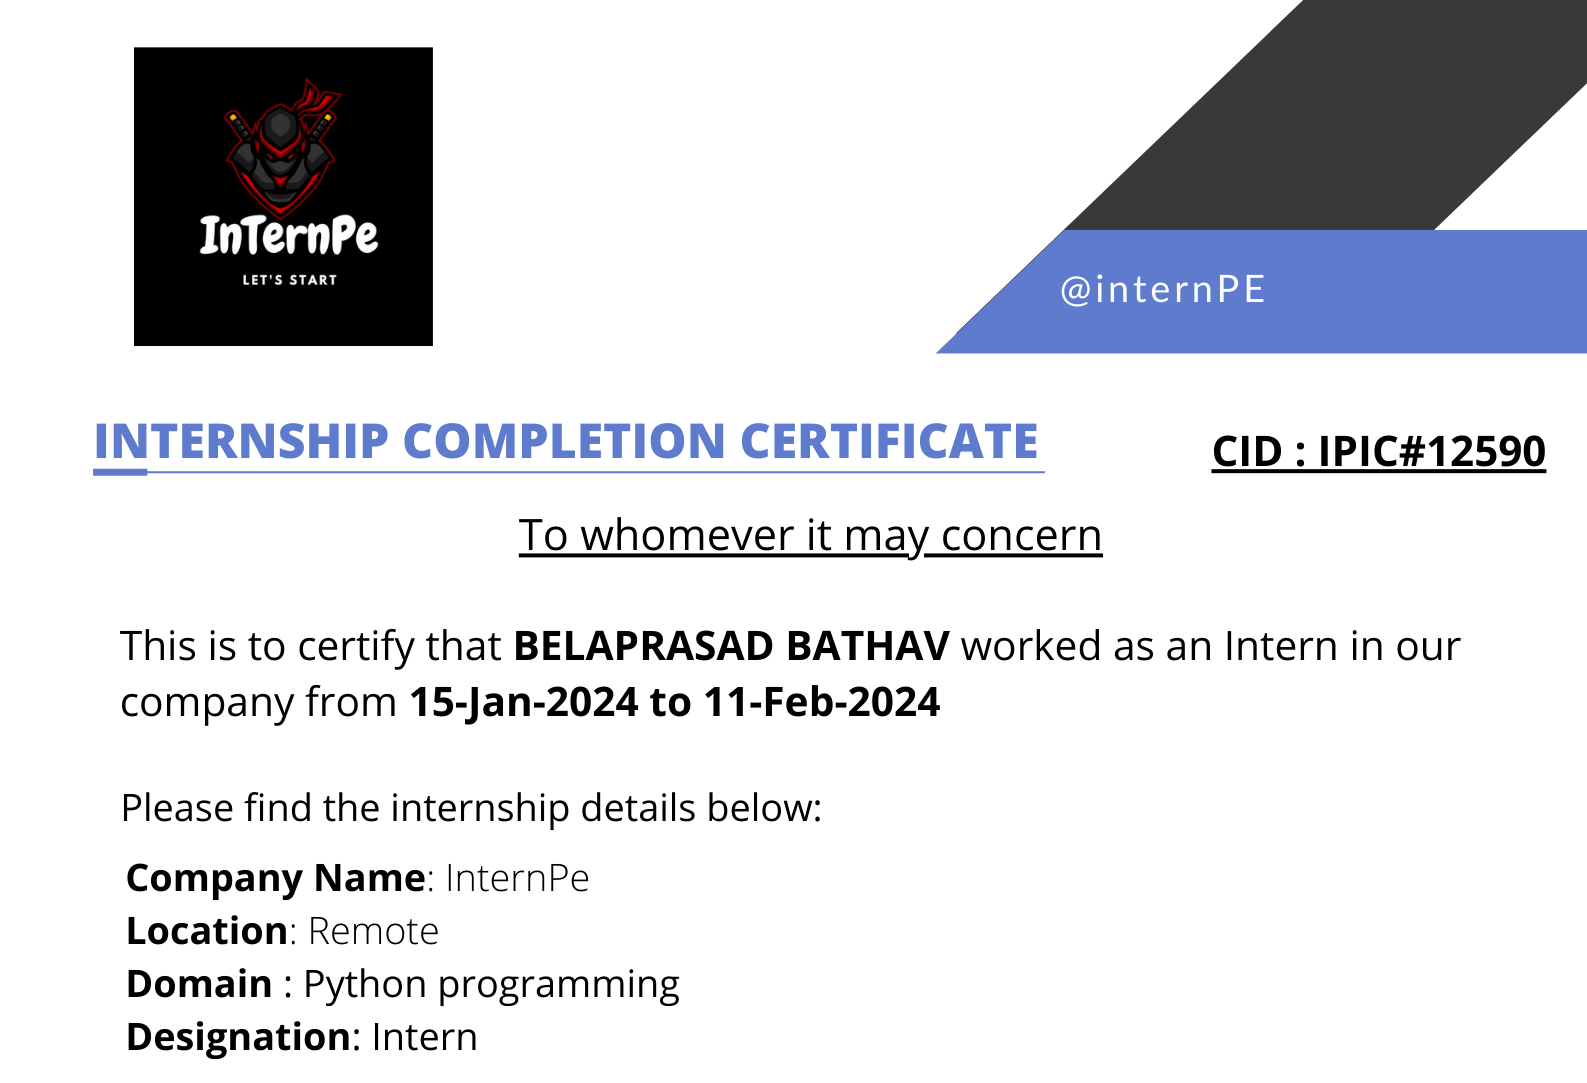 InTernPe
LET'S START
@internPE
INTERNSHIP COMPLETION CERTIFICATE
CID : IPIC#12590
To whomever it may concern
This is to certify that BELAPRASAD BATHAV worked as an Intern in our
company from 15-Jan-2024 to 11-Feb-2024
Please find the internship details below:
Company Name: InternPe
Location: Remote
Domain : Python programming
Designation: Intern